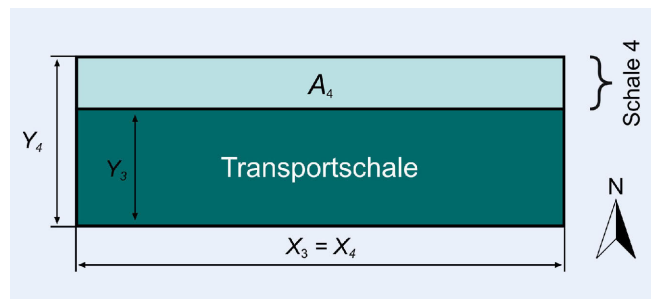 A₄
Schale 4
Y₄
Y₃
Transportschale
N
X₃ = X₄